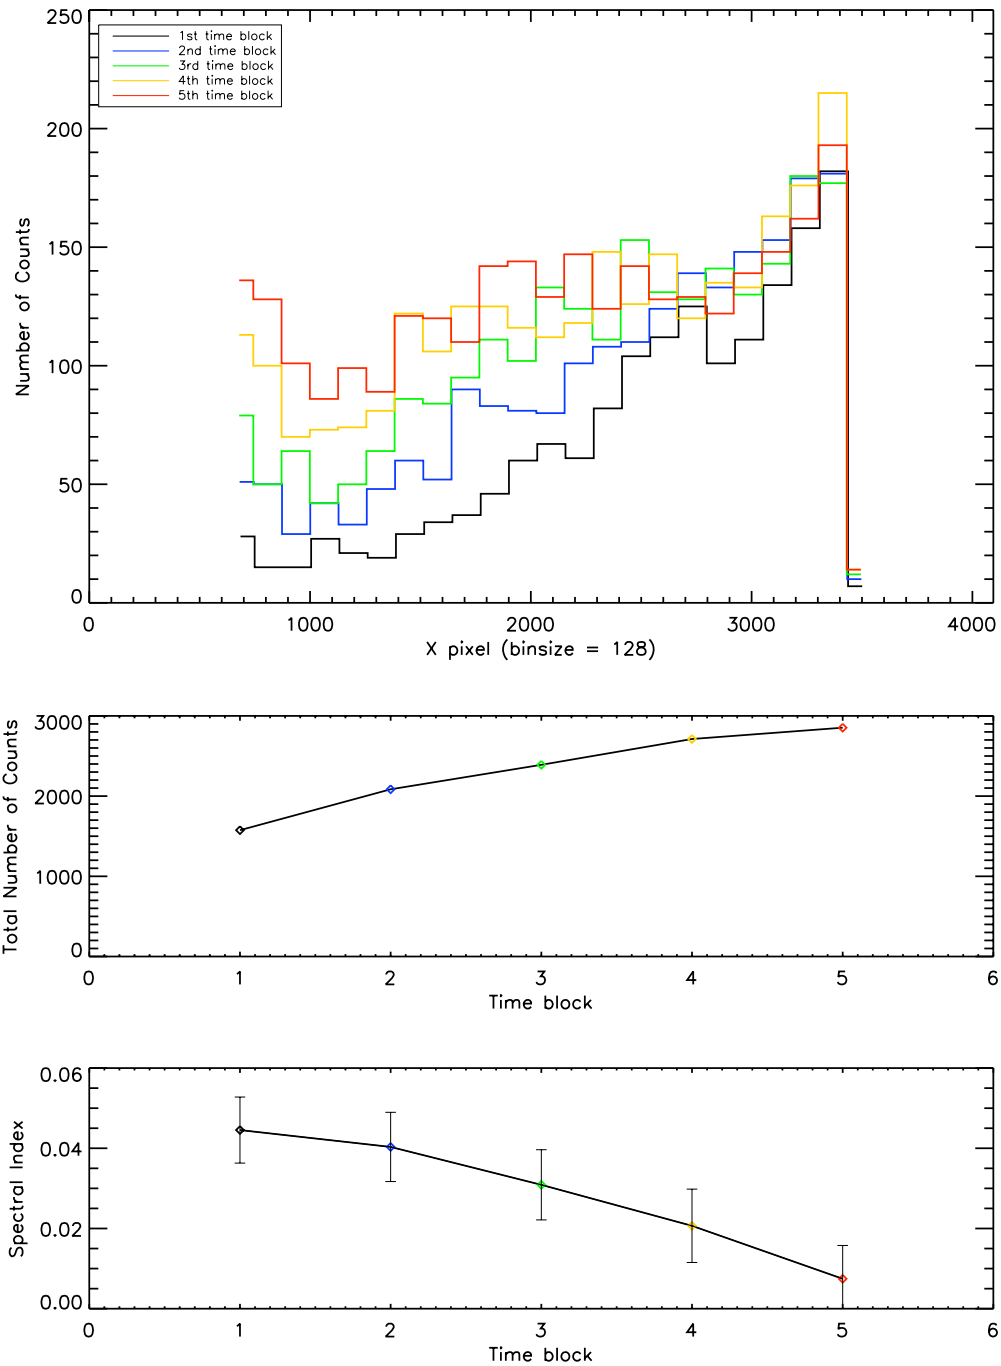 250
1st time block
2nd time block
3rd time block
4th time block
5th time block
200
150
100
50
0
Number of Counts
0 1000 2000 3000 4000
X pixel (binsize = 128)
3000
2000
1000
0
Total Number of Counts
0 1 2 3 4 5 6
Time block
0.06
0.04
0.02
0.00
Spectral Index
0 1 2 3 4 5 6
Time block